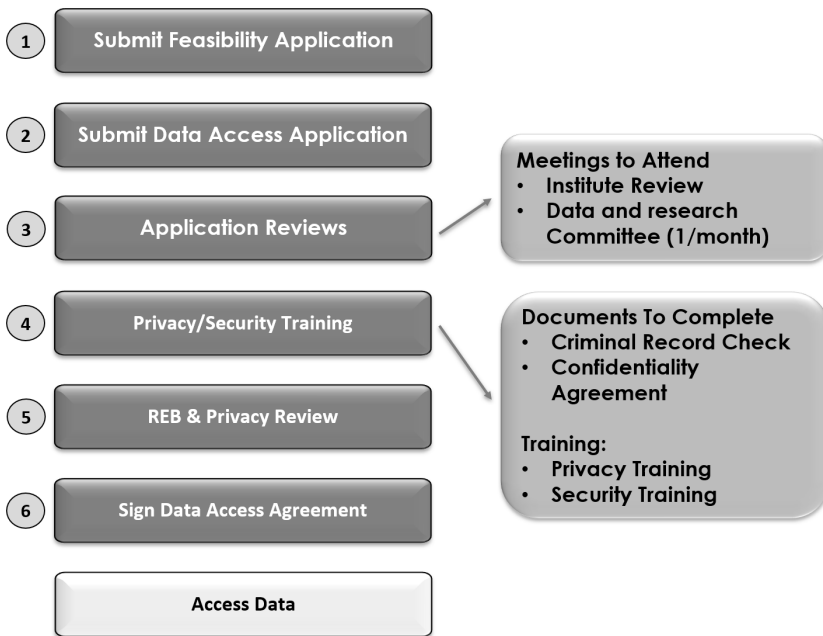 1 Submit Feasibility Application
2 Submit Data Access Application
3 Application Reviews
Meetings to Attend
• Institute Review
• Data and research
Committee (1/month)
4 Privacy/Security Training
Documents To Complete
• Criminal Record Check
• Confidentiality
Agreement
Training:
• Privacy Training
• Security Training
5 REB & Privacy Review
6 Sign Data Access Agreement
Access Data